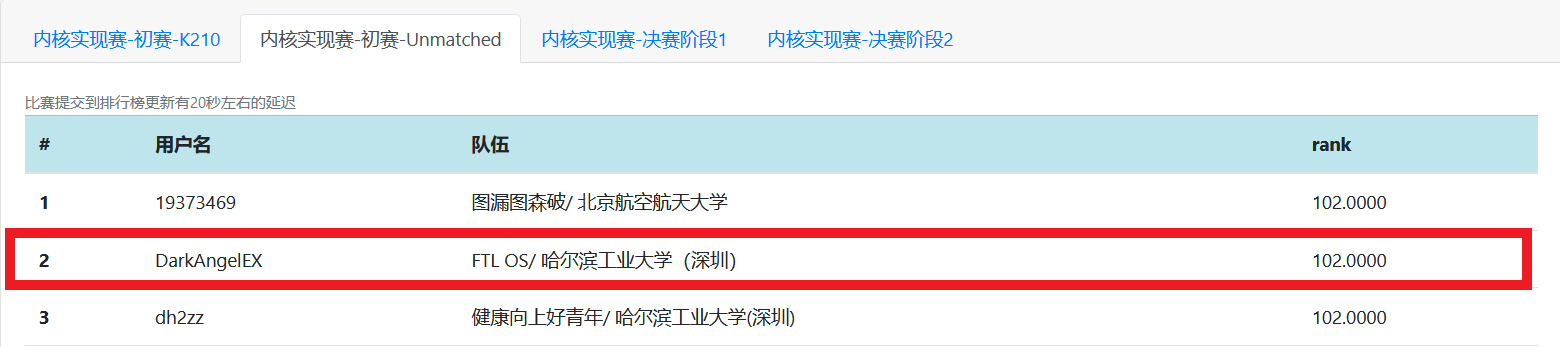 内核实现赛-初赛-K210 内核实现赛-初赛-Unmatched 内核实现赛-决赛阶段1 内核实现赛-决赛阶段2
比赛提交到排行榜更新有20秒左右的延迟
# 用户名 队伍 rank
1 19373469 图漏图森破/ 北京航空航天大学 102.0000
2 DarkAngelEX FTL OS/ 哈尔滨工业大学（深圳） 102.0000
3 dh2zz 健康向上好青年/ 哈尔滨工业大学(深圳) 102.0000